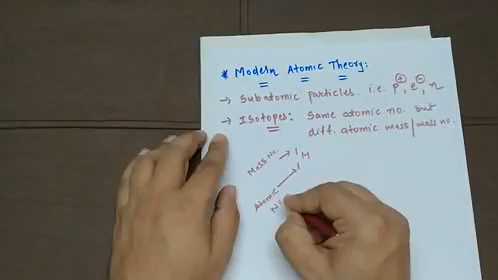 * Modern Atomic Theory:
→ Subatomic particles. i.e. p⊕, e⊖, n
→ Isotopes: Same atomic no. but
diff. atomic mass/mass no.
Mass No. → 1
H
Atomic → 1
N